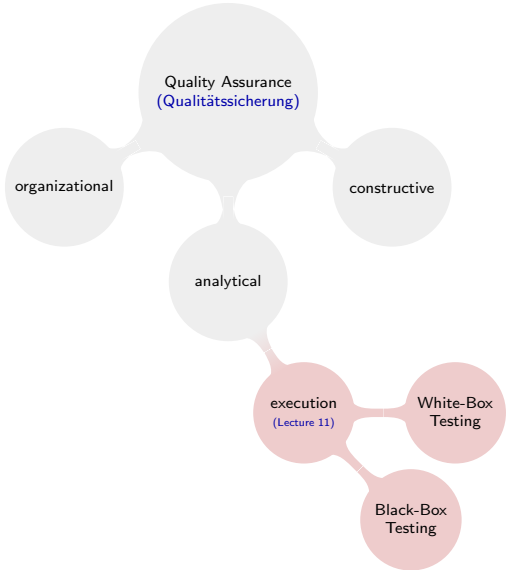 Quality Assurance
(Qualitätssicherung)
organizational
constructive
analytical
execution
(Lecture 11)
White-Box
Testing
Black-Box
Testing